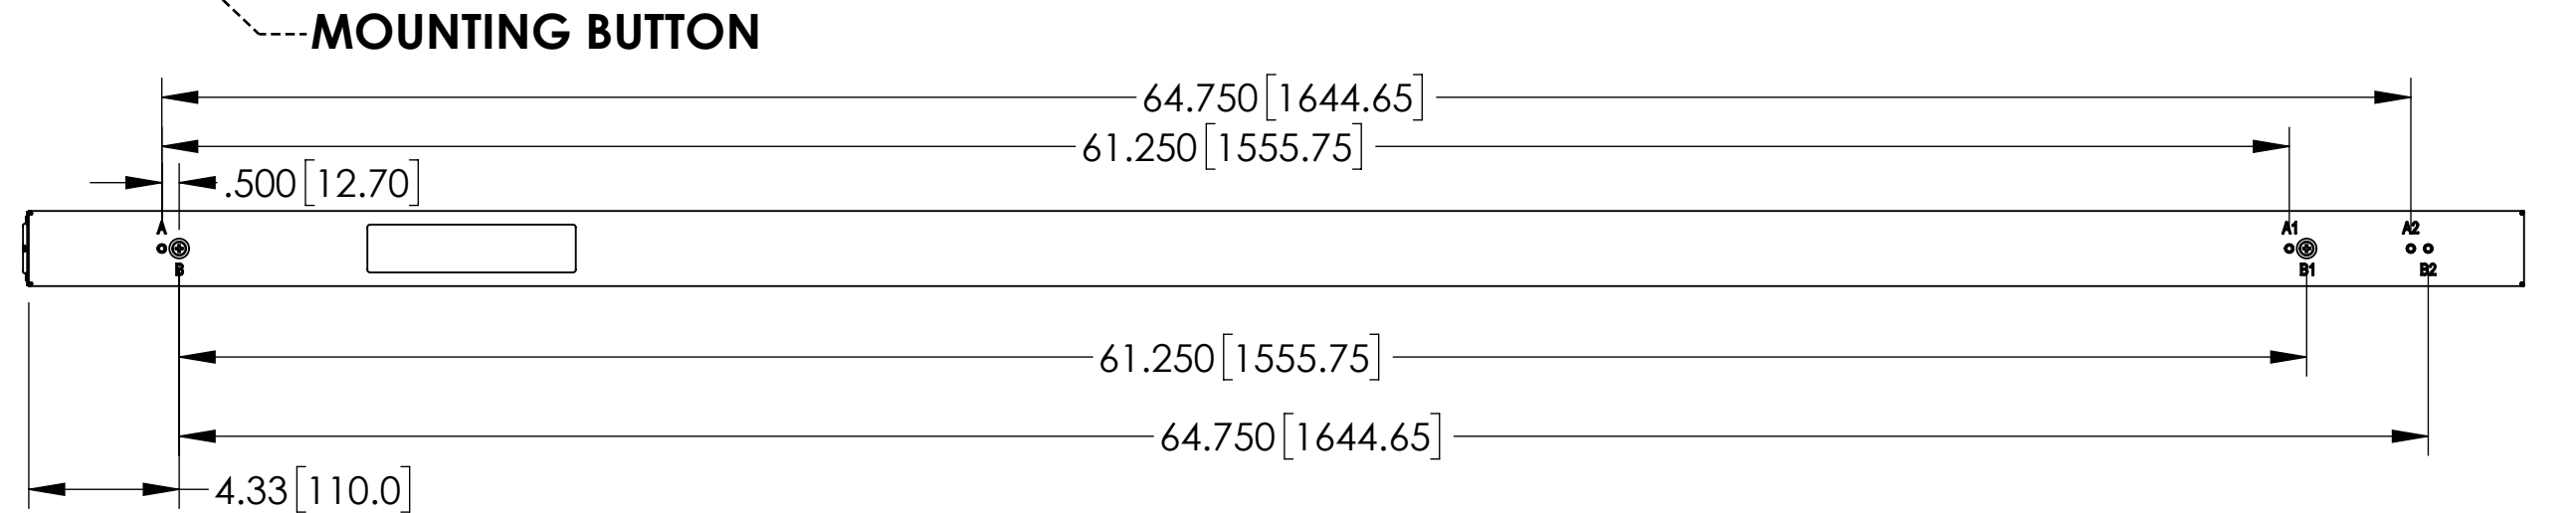 MOUNTING BUTTON
64.750[1644.65]
61.250[1555.75]
.500[12.70]
A A1 A2
B B1 B2
61.250[1555.75]
64.750[1644.65]
4.33[110.0]